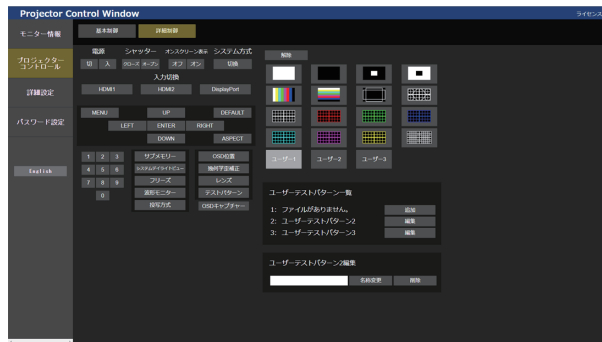 Projector Control Window
ライセンス
モニター情報
プロジェクターコントロール
詳細設定
パスワード設定
English
基本制御
詳細制御
電源
シャッター
オンスクリーン表示
システム方式
切
入
クローズ
オープン
オフ
オン
切換
入力切換
HDMI1
HDMI2
DisplayPort
MENU
UP
DEFAULT
LEFT
ENTER
RIGHT
DOWN
ASPECT
1 2 3
4 5 6
7 8 9
0
サブメモリー
OSD位置
システムデイライトビュー
幾何学歪補正
フリーズ
レンズ
波形モニター
テストパターン
投写方式
OSDキャプチャー
解除
ユーザー1
ユーザー2
ユーザー3
ユーザーテストパターン一覧
1: ファイルがありません。
追加
2: ユーザーテストパターン2
編集
3: ユーザーテストパターン3
編集
ユーザーテストパターン2編集
名称変更
削除